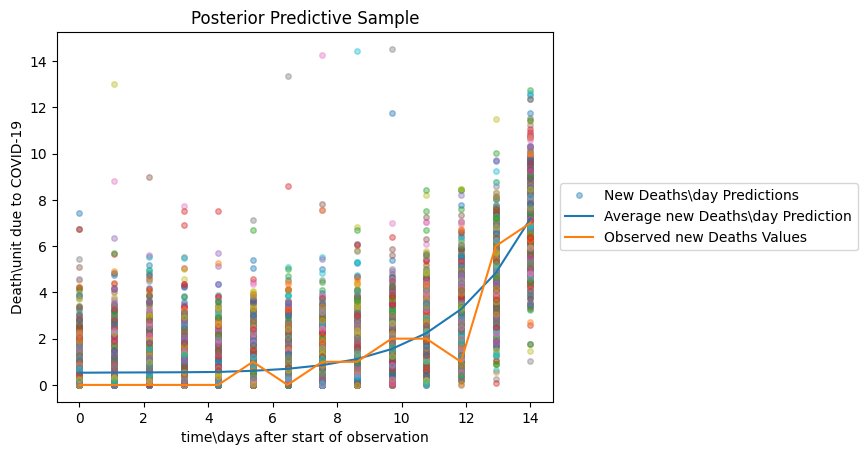 Posterior Predictive Sample
Death\unit due to COVID-19
14
12
10
8
6
4
2
0
0 2 4 6 8 10 12 14
time\days after start of observation
New Deaths\day Predictions
Average new Deaths\day Prediction
Observed new Deaths Values